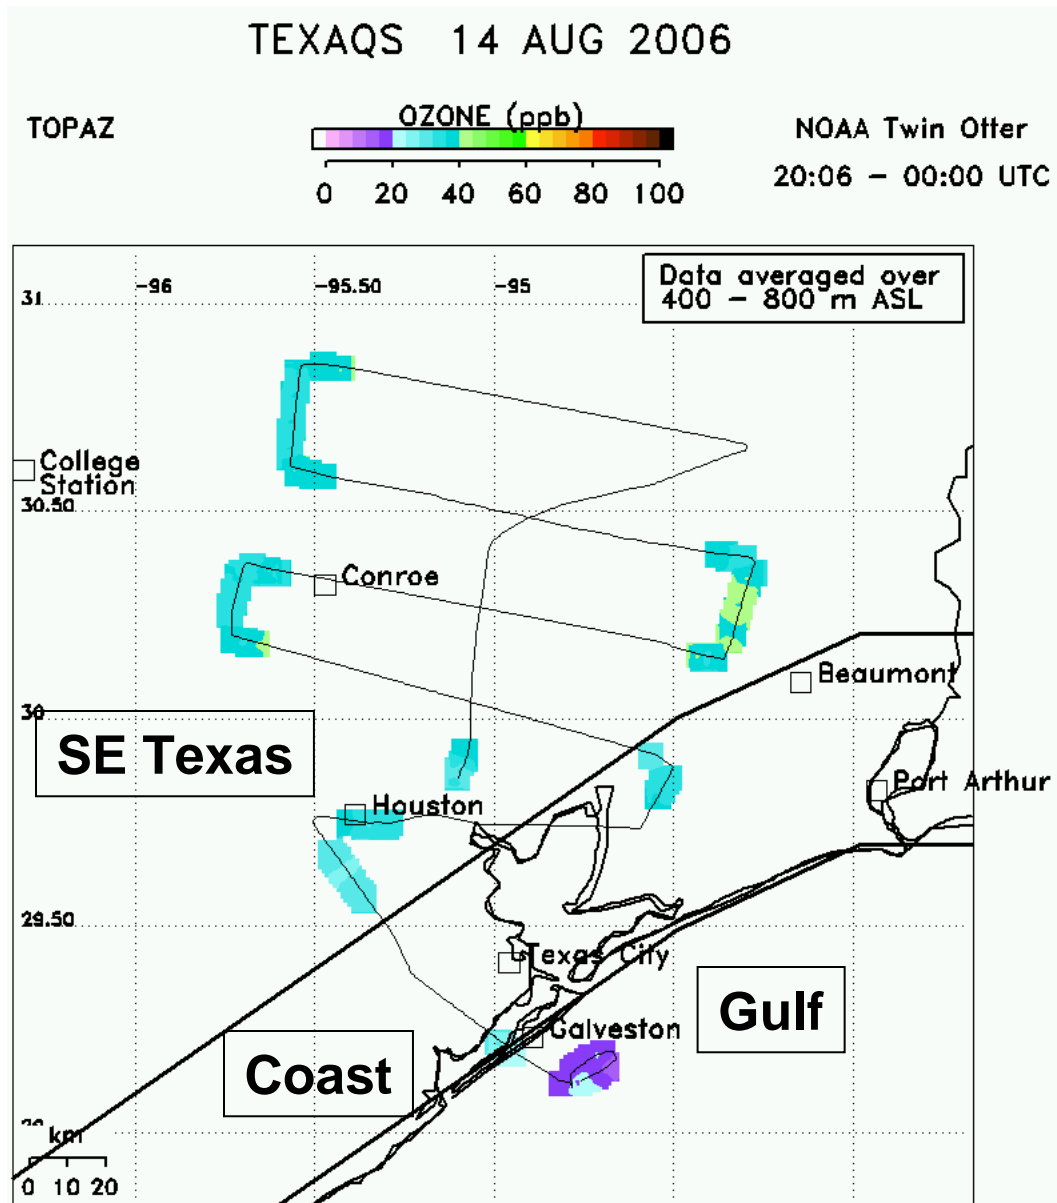 TEXAQS 14 AUG 2006
TOPAZ
OZONE (ppb)
0 20 40 60 80 100
NOAA Twin Otter
20:06 – 00:00 UTC
-96 -95.50 -95
Data averaged over
400 – 800 m ASL
31
College
Station
30.50
Conroe
Beaumont
30
SE Texas
Port Arthur
Houston
29.50
Texas City
Gulf
Galveston
Coast
km
0 10 20